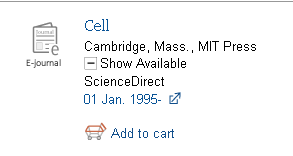 Cell
Cambridge, Mass., MIT Press
Show Available
ScienceDirect
01 Jan. 1995-
Add to cart
Journal
E-journal